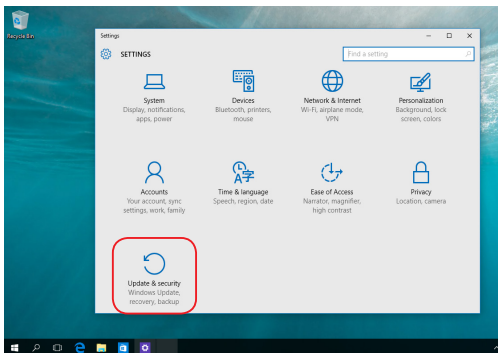 Recycle Bin
Settings
SETTINGS
Find a setting
System
Display, notifications,
apps, power
Devices
Bluetooth, printers,
mouse
Network & Internet
Wi-Fi, airplane mode,
VPN
Personalization
Background, lock
screen, colors
Accounts
Your account, sync
settings, work, family
Time & language
Speech, region, date
Ease of Access
Narrator, magnifier,
high contrast
Privacy
Location, camera
Update & security
Windows Update,
recovery, backup